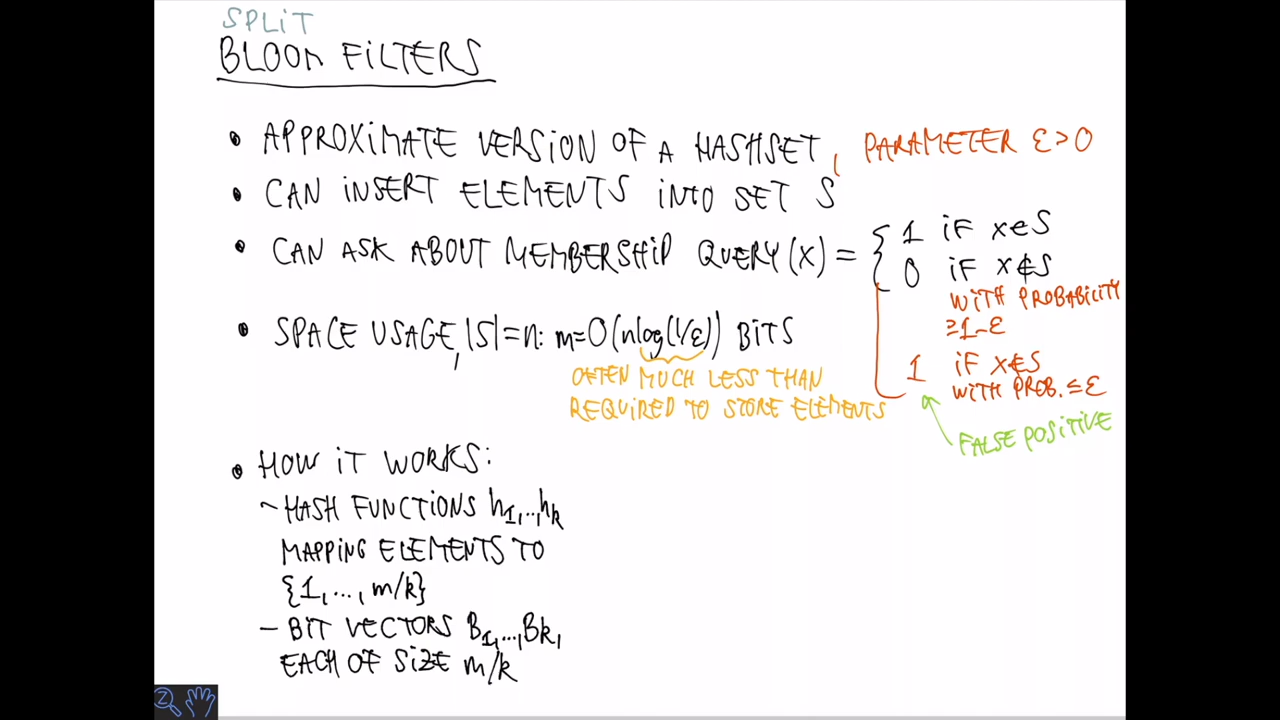 SPLIT
BLOOM FILTERS
• APPROXIMATE VERSION OF A HASHSET, PARAMETER ε>0
• CAN INSERT ELEMENTS INTO SET S
• CAN ASK ABOUT MEMBERSHIP QUERY(X) = { 1 IF X∈S
0 IF X∉S
WITH PROBABILITY
≥1-ε
1 IF X∉S
WITH PROB. ≤ε
FALSE POSITIVE
• SPACE USAGE, |S|=n: m=O(nlog(1/ε)) BITS
OFTEN MUCH LESS THAN
REQUIRED TO STORE ELEMENTS
• HOW IT WORKS:
- HASH FUNCTIONS h1,..,hk
MAPPING ELEMENTS TO
{1,..., m/k}
- BIT VECTORS B1,...,Bk,
EACH OF SIZE m/k